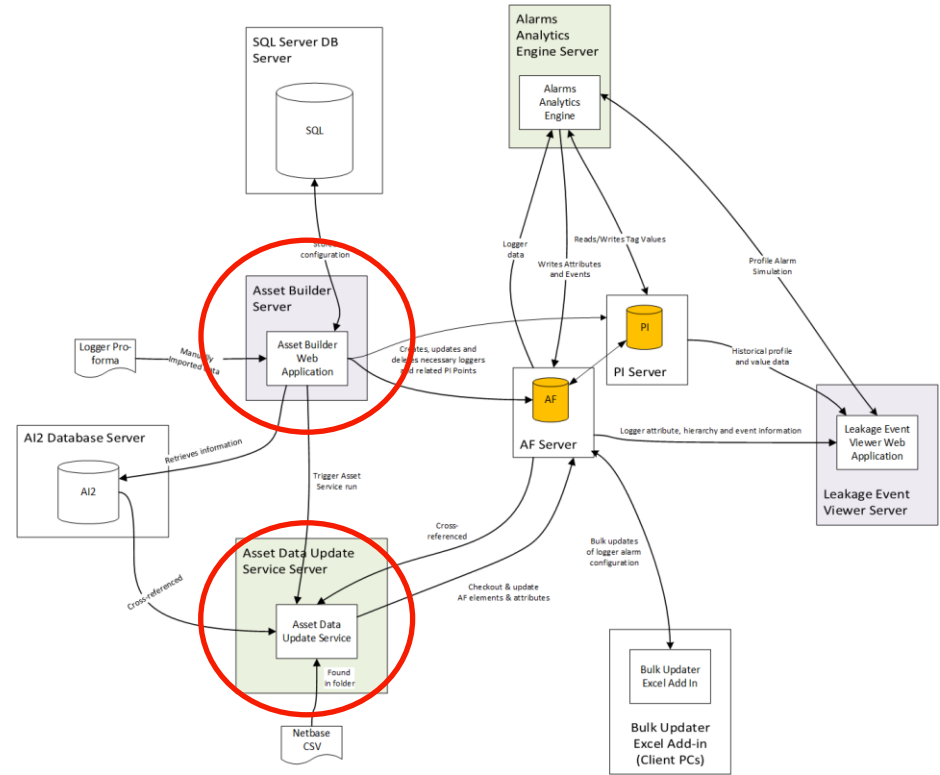 SQL Server DB
Server
SQL
Alarms
Analytics
Engine Server
Alarms
Analytics
Engine
configuration
Logger
data
Reads/Writes Tag Values
Writes Attributes
and Events
Profile Alarm
Simulation
Asset Builder
Server
Asset Builder
Web
Application
Logger Pro-
forma
Manually
Imported Data
Creates, updates and
deletes necessary loggers
and related PI Points
PI
PI Server
Historical profile
and value data
AF
AF Server
Logger attribute, hierarchy and event information
Leakage Event
Viewer Web
Application
Leakage Event
Viewer Server
AI2 Database Server
AI2
Retrieves information
Trigger Asset
Service run
Cross-
referenced
Cross-referenced
Bulk updates
of logger alarm
configuration
Asset Data Update
Service Server
Asset Data
Update Service
Checkout & update
AF elements & attributes
Found
in folder
Netbase
CSV
Bulk Updater
Excel Add In
Bulk Updater
Excel Add-in
(Client PCs)